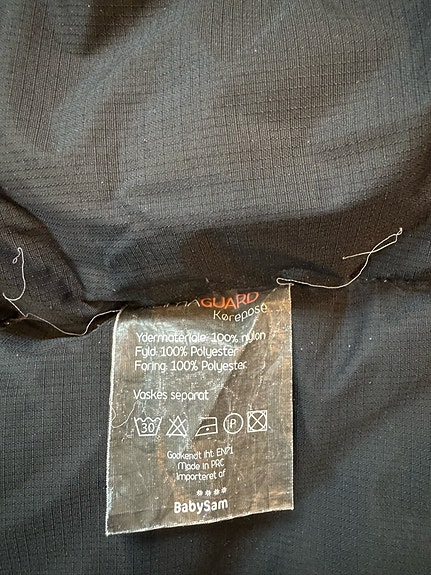 GUARD
Kørepose
Ydermateriale: 100% nylon
Fyld: 100% Polyester
Foring: 100% Polyester
Vaskes separat
30 P
Godkendt iht. EN71
Made in PRC
Importeret af
BabySam